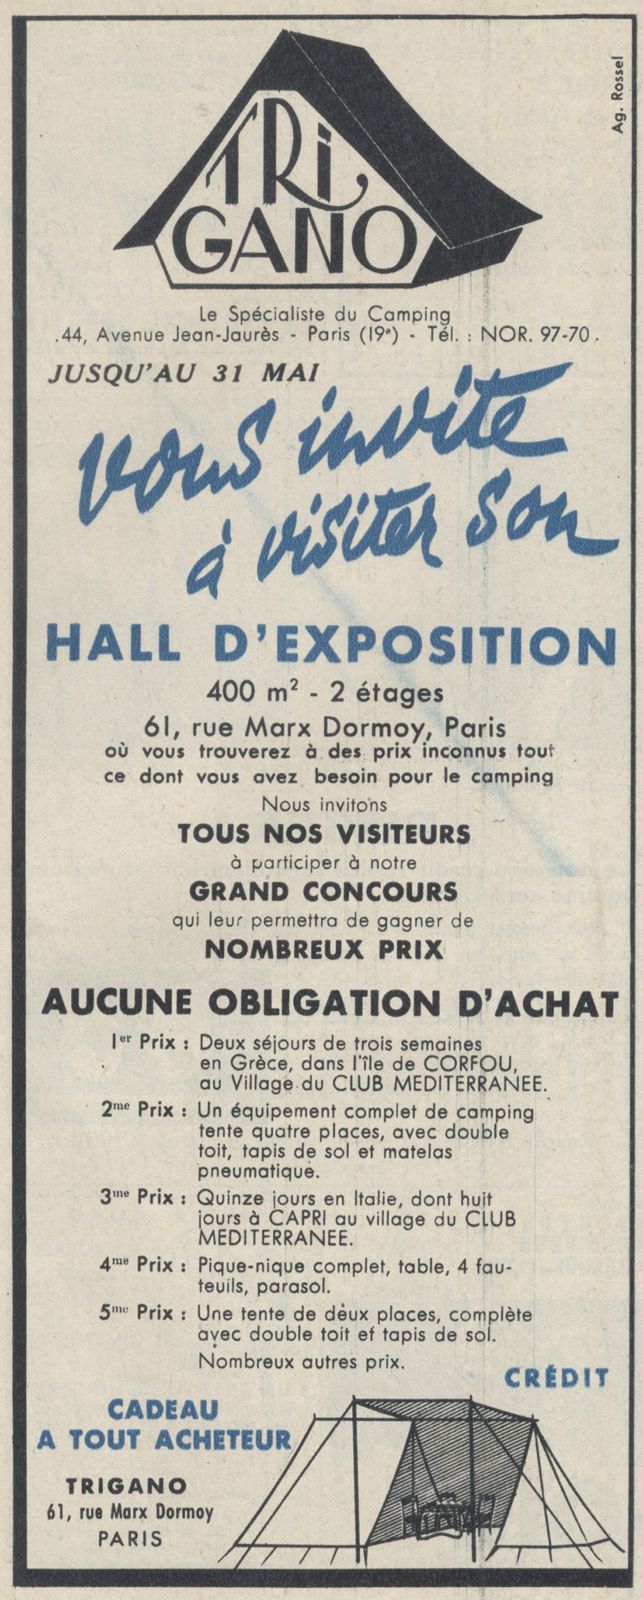 Ag. Rossel
TRI
GANO
Le Spécialiste du Camping
44, Avenue Jean-Jaurès - Paris (19e) - Tél. : NOR. 97-70.
JUSQU'AU 31 MAI
vous invite
à visiter son
HALL D'EXPOSITION
400 m² - 2 étages
61, rue Marx Dormoy, Paris
où vous trouverez à des prix inconnus tout
ce dont vous avez besoin pour le camping
Nous invitons
TOUS NOS VISITEURS
à participer à notre
GRAND CONCOURS
qui leur permettra de gagner de
NOMBREUX PRIX
AUCUNE OBLIGATION D'ACHAT
1er Prix : Deux séjours de trois semaines
en Grèce, dans l'île de CORFOU,
au Village du CLUB MEDITERRANEE.
2me Prix : Un équipement complet de camping
tente quatre places, avec double
toit, tapis de sol et matelas
pneumatique.
3me Prix : Quinze jours en Italie, dont huit
jours à CAPRI au village du CLUB
MEDITERRANEE.
4me Prix : Pique-nique complet, table, 4 fau-
teuils, parasol.
5me Prix : Une tente de deux places, complète
avec double toit et tapis de sol.
Nombreux autres prix.
CRÉDIT
CADEAU
A TOUT ACHETEUR
TRIGANO
61, rue Marx Dormoy
PARIS